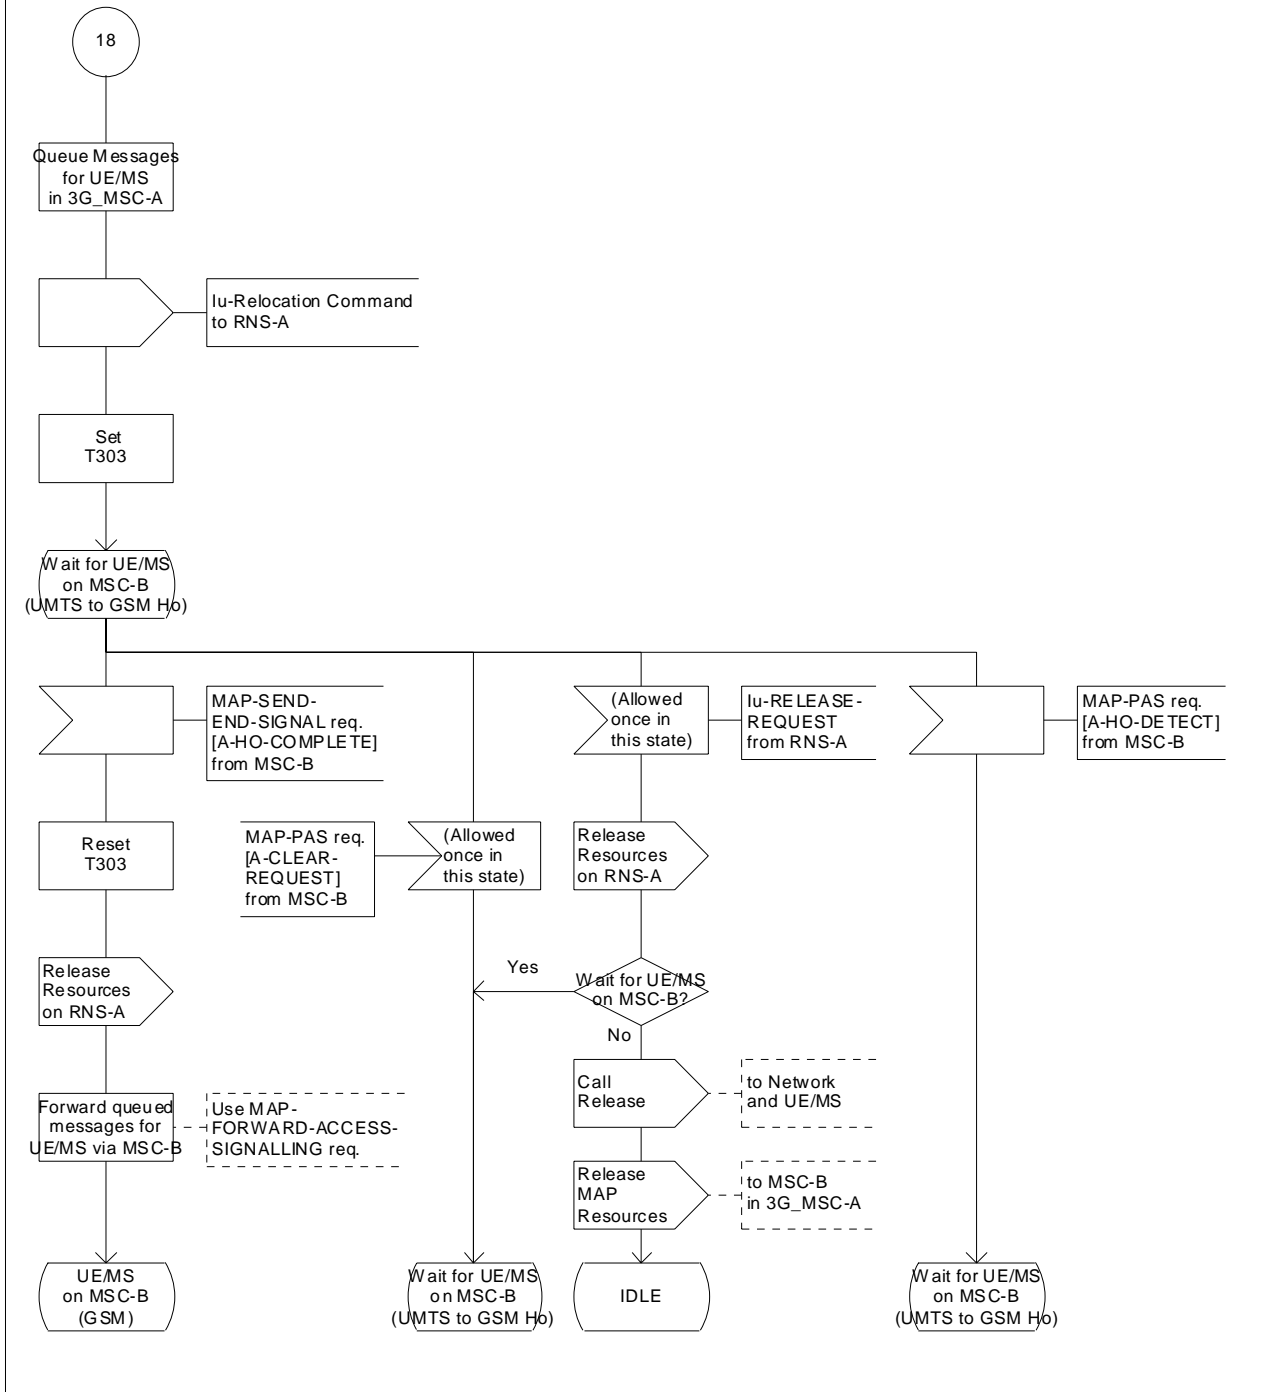 18
Queue Messages
for UE/MS
in 3G_MSC-A
Iu-Relocation Command
to RNS-A
Set
T303
Wait for UE/MS
on MSC-B
(UMTS to GSM Ho)
MAP-SEND-
END-SIGNAL req.
[A-HO-COMPLETE]
from MSC-B
(Allowed
once in
this state)
Iu-RELEASE-
REQUEST
from RNS-A
MAP-PAS req.
[A-HO-DETECT]
from MSC-B
Reset
T303
MAP-PAS req.
[A-CLEAR-
REQUEST]
from MSC-B
(Allowed
once in
this state)
Release
Resources
on RNS-A
Release
Resources
on RNS-A
Yes
Wait for UE/MS
on MSC-B?
No
Call
Release
to Network
and UE/MS
Forward queued
messages for
UE/MS via MSC-B
Use MAP-
FORWARD-ACCESS-
SIGNALLING req.
Release
MAP
Resources
to MSC-B
in 3G_MSC-A
UE/MS
on MSC-B
(GSM)
Wait for UE/MS
on MSC-B
(UMTS to GSM Ho)
IDLE
Wait for UE/MS
on MSC-B
(UMTS to GSM Ho)